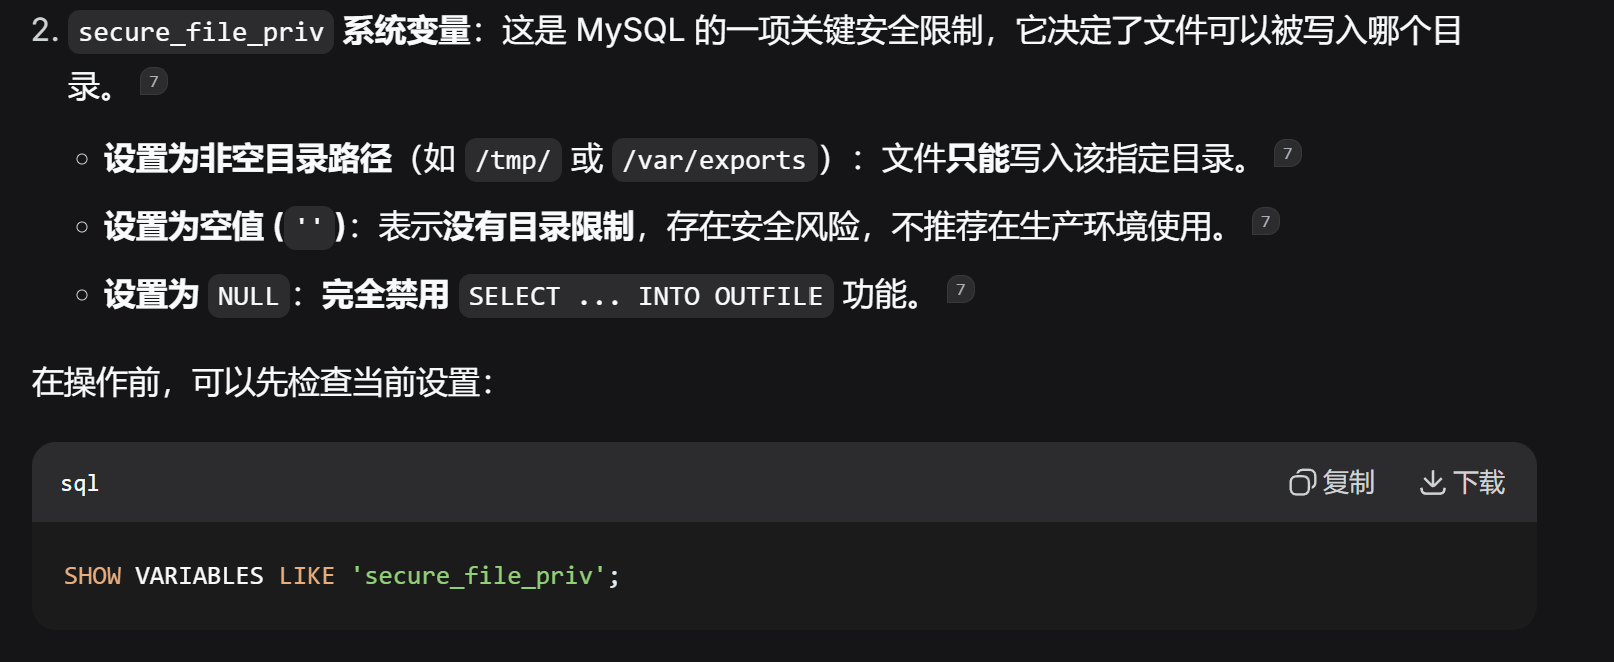 2. secure_file_priv 系统变量：这是 MySQL 的一项关键安全限制，它决定了文件可以被写入哪个目
录。 7
设置为非空目录路径（如 /tmp/ 或 /var/exports）：文件只能写入该指定目录。 7
设置为空值 (''): 表示没有目录限制，存在安全风险，不推荐在生产环境使用。 7
设置为 NULL：完全禁用 SELECT ... INTO OUTFILE 功能。 7
在操作前，可以先检查当前设置：
sql 复制 下载
SHOW VARIABLES LIKE 'secure_file_priv';